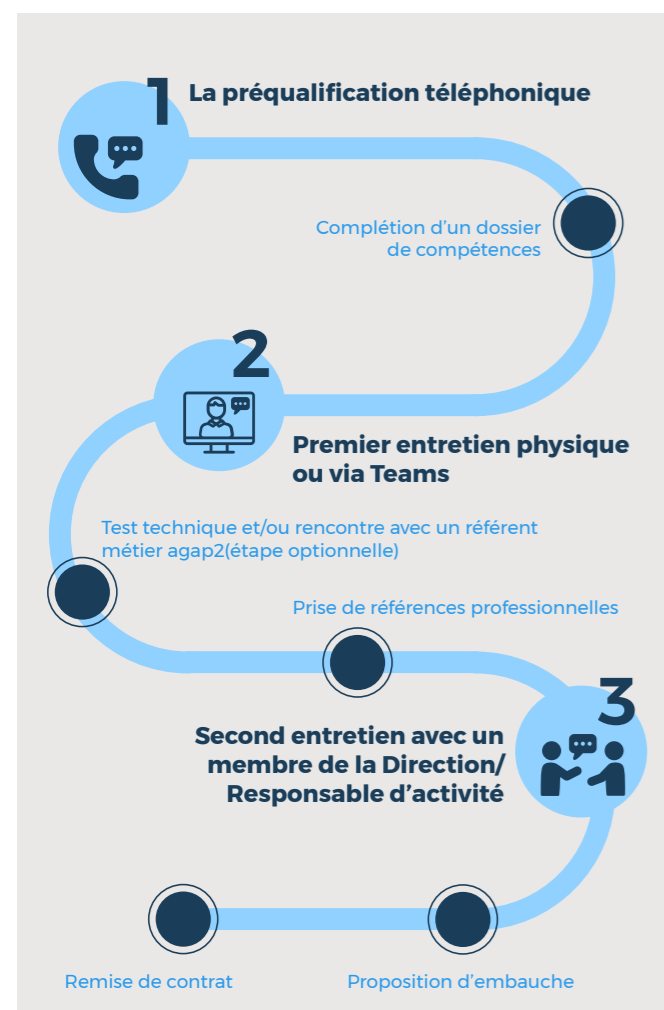 1
La préqualification téléphonique
Complétion d'un dossier
de compétences
2
Premier entretien physique
ou via Teams
Test technique et/ou rencontre avec un référent
métier agap2(étape optionnelle)
Prise de références professionnelles
3
Second entretien avec un
membre de la Direction/
Responsable d'activité
Remise de contrat
Proposition d'embauche